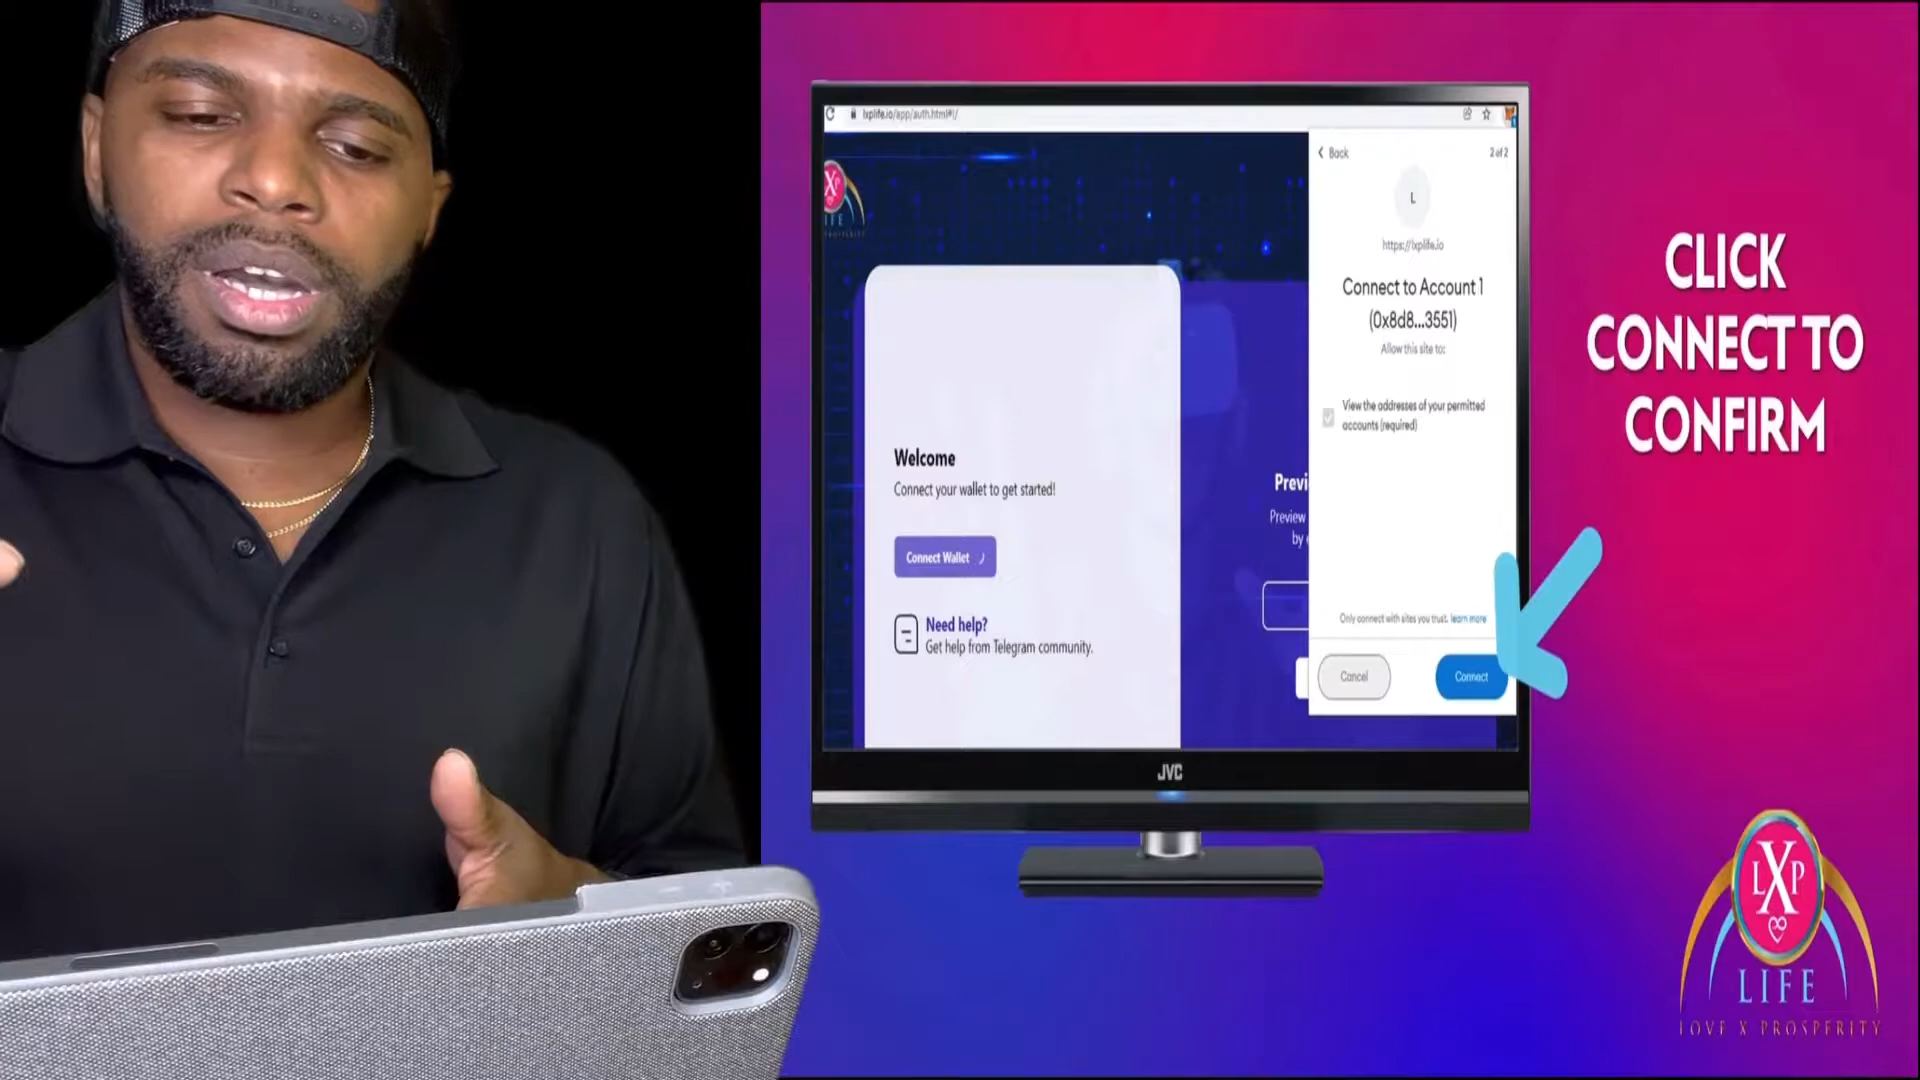 lxplife.io/app/auth.html#!/
Back
2 of 2
L
https://lxplife.io
Connect to Account 1
(0x8d8...3551)
Allow this site to:
View the addresses of your permitted
accounts (required)
Only connect with sites you trust. learn more
Cancel
Connect
Welcome
Connect your wallet to get started!
Connect Wallet
Need help?
Get help from Telegram community.
Previ
Preview
by
JVC
CLICK
CONNECT TO
CONFIRM
LXP
LIFE
LOVE X PROSPERITY